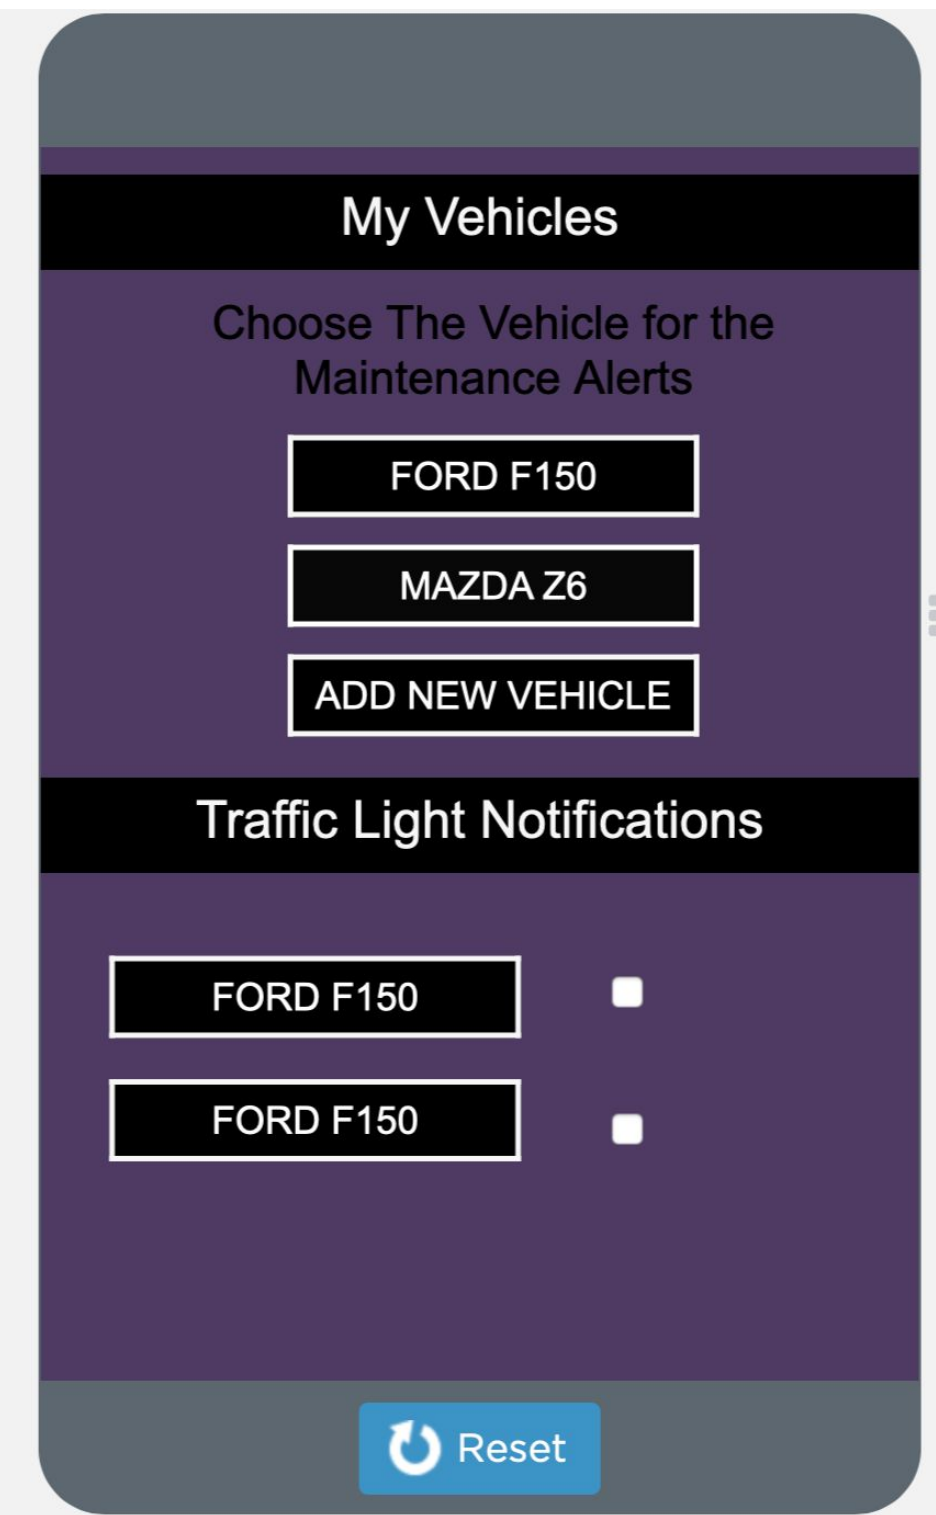 My Vehicles
Choose The Vehicle for the
Maintenance Alerts
FORD F150
MAZDA Z6
ADD NEW VEHICLE
Traffic Light Notifications
FORD F150
FORD F150
Reset